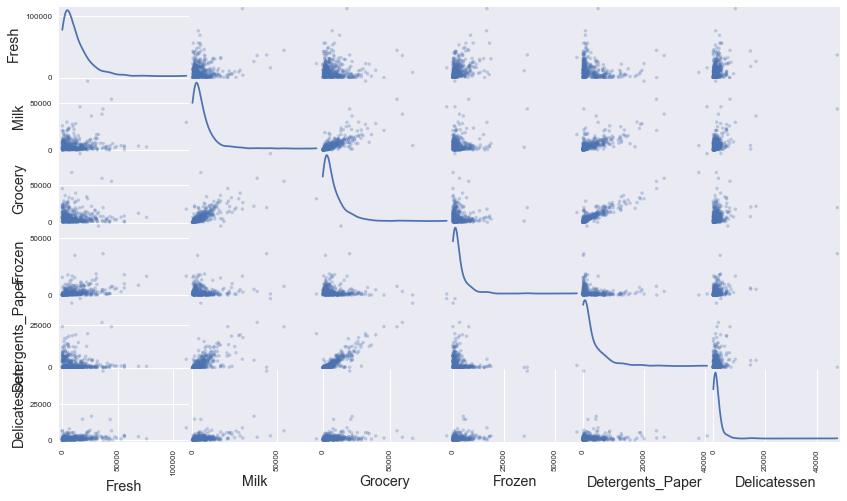 Fresh
100000
0
Milk
50000
0
Grocery
50000
0
Frozen
50000
0
Detergents_Paper
25000
0
Delicatessen
25000
0
0 50000 100000 0 50000 0 50000 0 25000 50000 0 20000 40000 0 20000 40000
Fresh Milk Grocery Frozen Detergents_Paper Delicatessen